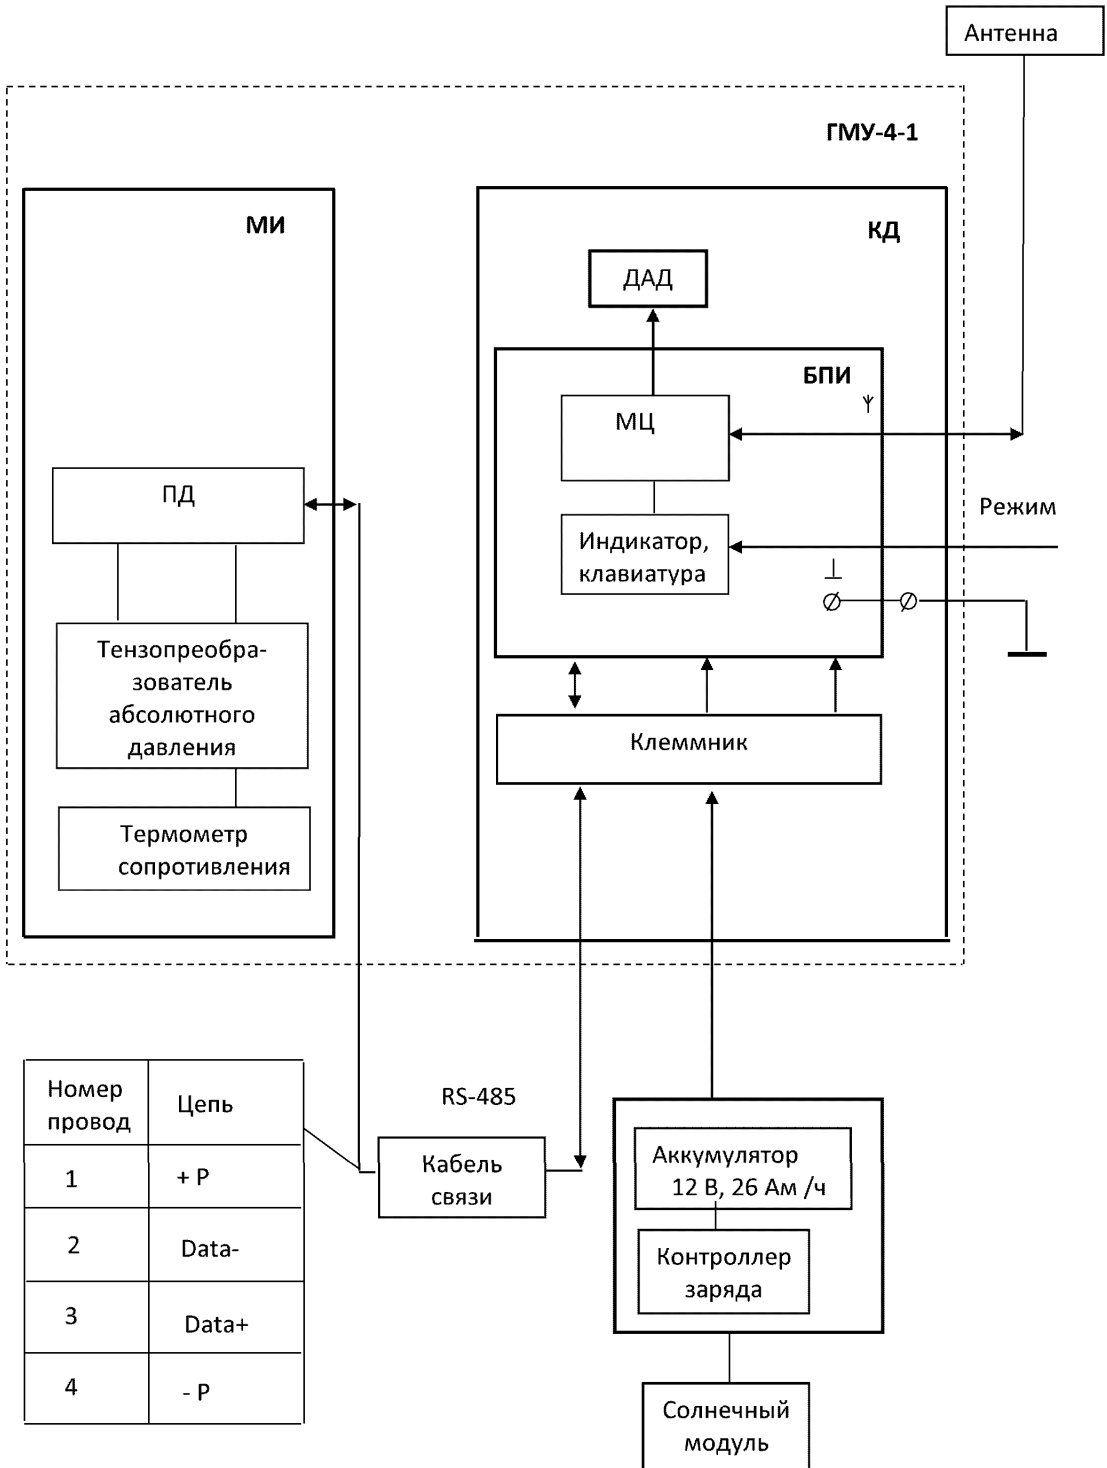 Антенна
ГМУ-4-1
МИ
КД
ДАД
БПИ
МЦ
ПД
Режим
Индикатор,
клавиатура
Тензопреобра-
зователь
абсолютного
давления
Клеммник
Термометр
сопротивления
RS-485
Номер
провод
Цепь
1
+ P
2
Data-
3
Data+
4
- P
Кабель
связи
Аккумулятор
12 В, 26 Ам /ч
Контроллер
заряда
Солнечный
модуль